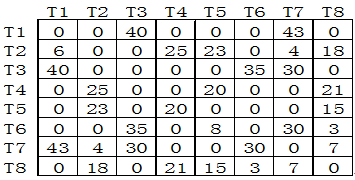 T1 T2 T3 T4 T5 T6 T7 T8
T1 0 0 40 0 0 0 43 0
T2 6 0 0 25 23 0 4 18
T3 40 0 0 0 0 35 30 0
T4 0 25 0 0 20 0 0 21
T5 0 23 0 20 0 0 0 15
T6 0 0 35 0 8 0 30 3
T7 43 4 30 0 0 30 0 7
T8 0 18 0 21 15 3 7 0